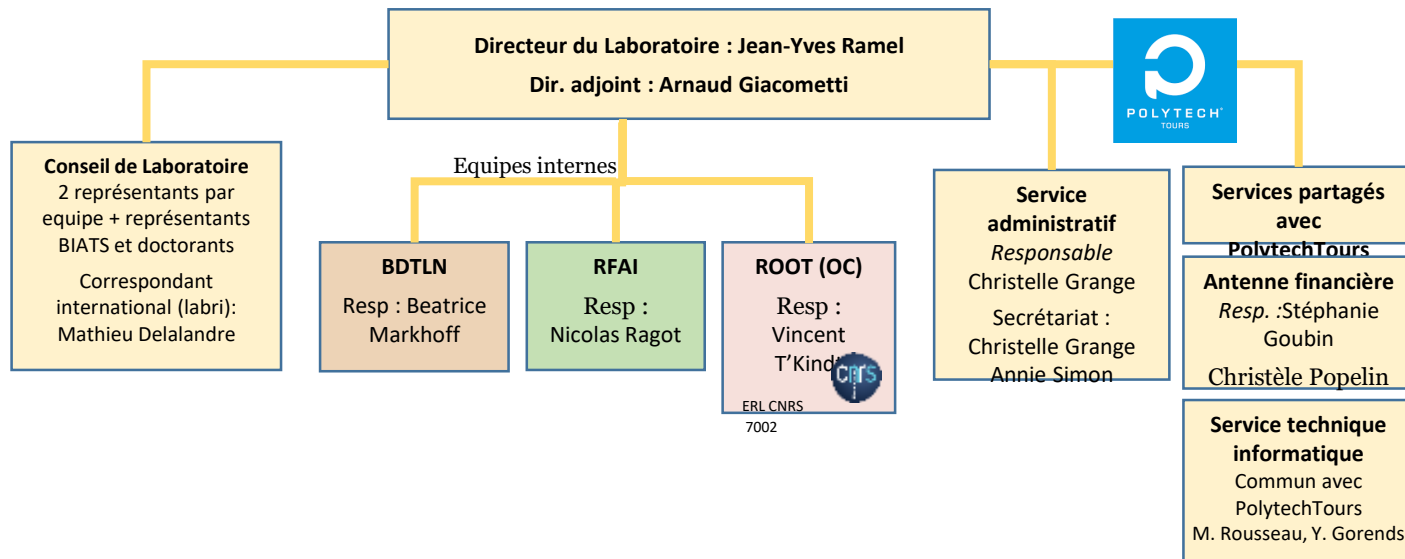 Directeur du Laboratoire : Jean-Yves Ramel
Dir. adjoint : Arnaud Giacometti
POLYTECH
TOURS
Conseil de Laboratoire
2 représentants par
equipe + représentants
BIATS et doctorants
Correspondant
international (labri):
Mathieu Delalandre
Equipes internes
BDTLN
Resp : Beatrice
Markhoff
RFAI
Resp :
Nicolas Ragot
ROOT (OC)
Resp :
Vincent
T’Kindt
cnrs
ERL CNRS
7002
Service
administratif
Responsable
Christelle Grange
Secrétariat :
Christelle Grange
Annie Simon
Services partagés
avec
PolytechTours
Antenne financière
Resp. :Stéphanie
Goubin
Christèle Popelin
Service technique
informatique
Commun avec
PolytechTours
M. Rousseau, Y. Gorends